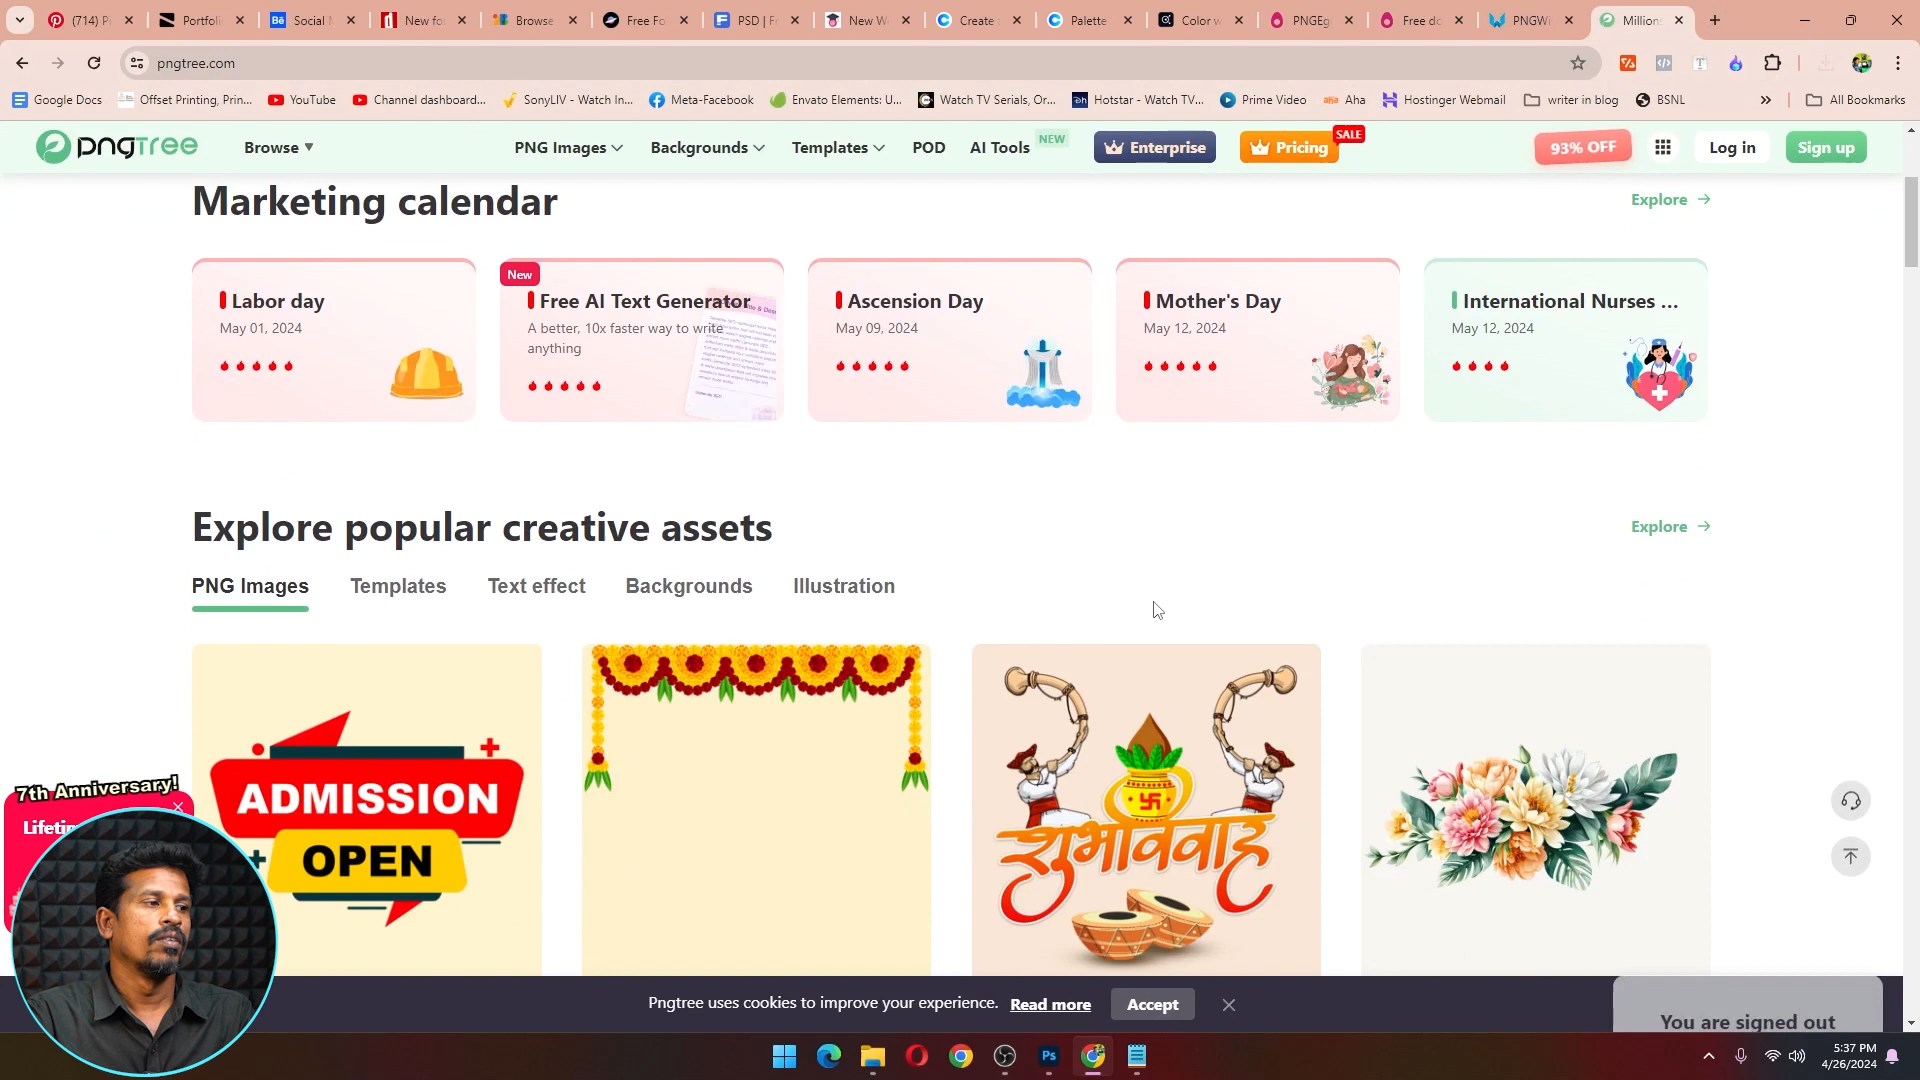 (714) Pi
Portfoli
Social M
New fo
Browse
Free Fo
PSD | Fr
New W
Create
Palette
Color w
PNGEg
Free do
PNGWi
Million
pngtree.com
Google Docs
Offset Printing, Prin...
YouTube
Channel dashboard...
SonyLIV - Watch In...
Meta-Facebook
Envato Elements: U...
Watch TV Serials, Or...
Hotstar - Watch TV...
Prime Video
aha Aha
Hostinger Webmail
writer in blog
BSNL
All Bookmarks
pngtree
Browse
PNG Images
Backgrounds
Templates
POD
AI Tools
NEW
Enterprise
Pricing
SALE
93% OFF
Log in
Sign up
Marketing calendar
Explore
Labor day
May 01, 2024
New
Free AI Text Generator
A better, 10x faster way to write
anything
Ascension Day
May 09, 2024
Mother's Day
May 12, 2024
International Nurses ...
May 12, 2024
Explore popular creative assets
Explore
PNG Images
Templates
Text effect
Backgrounds
Illustration
ADMISSION
OPEN
शुभविवाह
7th Anniversary!
Pngtree uses cookies to improve your experience.
Read more
Accept
You are signed out
Ps
5:37 PM
4/26/2024